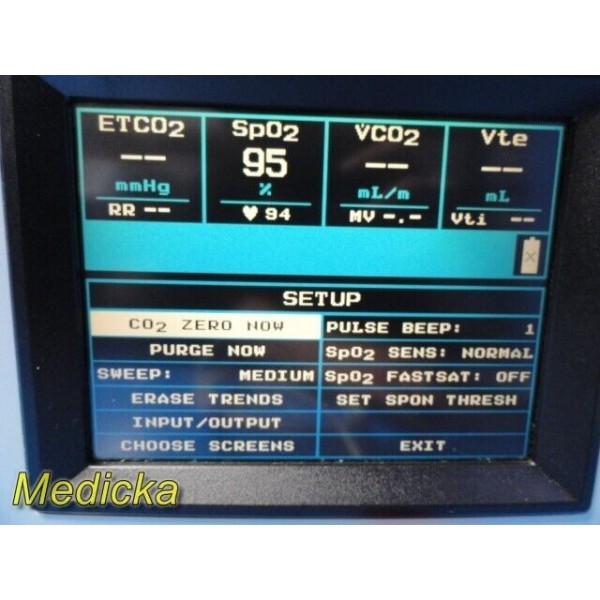 ETCO2 SpO2 V̇CO2 Vte
-- 95 -- --
mmHg % mL/m mL
RR -- ♥ 94 MV -.- Vti --
SETUP
CO2 ZERO NOW PULSE BEEP: 1
PURGE NOW SpO2 SENS: NORMAL
SWEEP: MEDIUM SpO2 FASTSAT: OFF
ERASE TRENDS SET SPON THRESH
INPUT/OUTPUT
CHOOSE SCREENS EXIT
Medicka